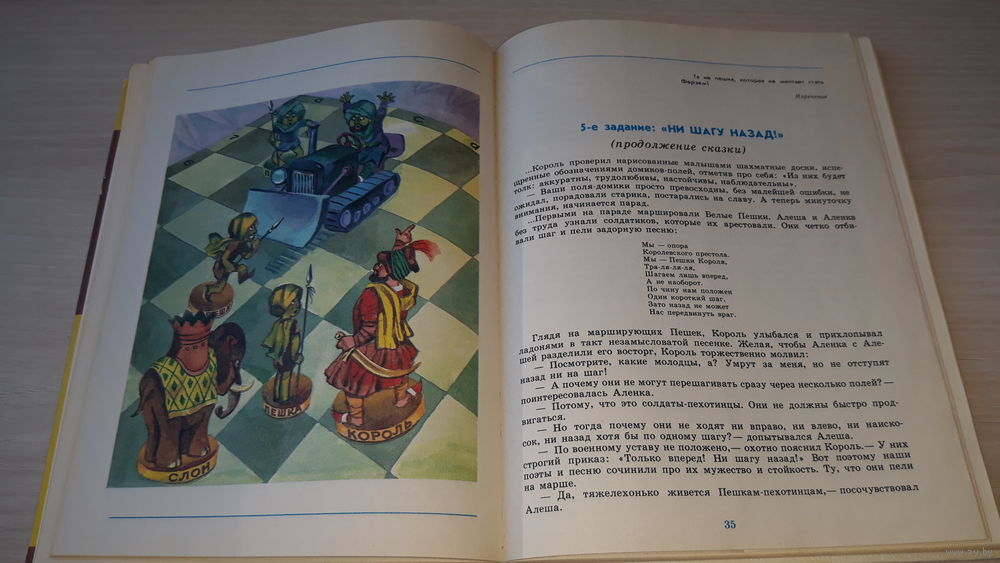 СЛОН
ПЕШКА
КОРОЛЬ
не пешка, которая не мечтает стать
Ферзем!
Изречение
5-е задание: «НИ ШАГУ НАЗАД!»
(продолжение сказки)
...Король проверил нарисованные малышами шахматные доски, испе-
щренные обозначениями домиков-полей, отметив про себя: «Из них будет
толк: аккуратны, трудолюбивы, настойчивы, наблюдательны».
— Ваши поля-домики просто превосходны, без малейшей ошибки, не
ожидал, порадовали старика, постарались на славу. А теперь минуточку
внимания, начинается парад.
...Первыми на параде маршировали Белые Пешки. Алеша и Аленка
без труда узнали солдатиков, которые их арестовали. Они четко отби-
вали шаг и пели задорную песню:
Мы — опора
Королевского престола.
Мы — Пешки Короля,
Тра-ля-ля-ля,
Шагаем лишь вперед,
А не наоборот.
По чину нам положен
Один короткий шаг,
Зато назад не может
Нас передвинуть враг.
Глядя на марширующих Пешек, Король улыбался и прихлопывал
ладонями в такт незамысловатой песенке. Желая, чтобы Аленка с Але-
шей разделили его восторг, Король торжественно молвил:
— Посмотрите, какие молодцы, а? Умрут за меня, но не отступят
назад ни на шаг!
— А почему они не могут перешагивать сразу через несколько полей? —
поинтересовалась Аленка.
— Потому, что это солдаты-пехотинцы. Они не должны быстро прод-
вигаться.
— Но тогда почему они не ходят ни вправо, ни влево, ни наиско-
сок, ни назад хотя бы по одному шагу? — допытывался Алеша.
— По военному уставу не положено, — охотно пояснил Король. — У них
строгий приказ: «Только вперед! Ни шагу назад!» Вот поэтому наши
поэты и песню сочинили про их мужество и стойкость. Ту, что они пели
на марше.
— Да, тяжелехонько живется Пешкам-пехотинцам, — посочувствовал
Алеша.
35
www.ay.by